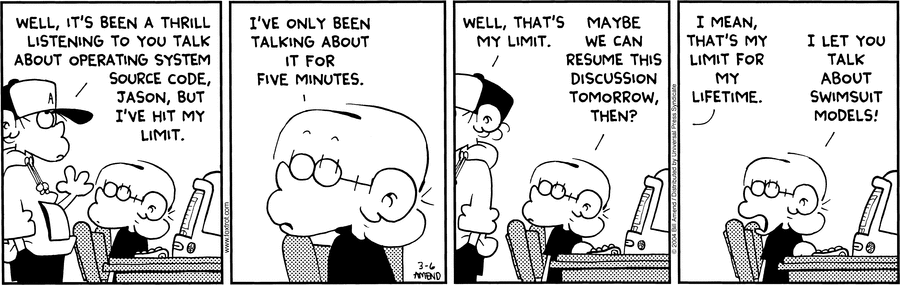 WELL, IT'S BEEN A THRILL
LISTENING TO YOU TALK
ABOUT OPERATING SYSTEM
SOURCE CODE,
JASON, BUT
I'VE HIT MY
LIMIT.
A
www.foxtrot.com
I'VE ONLY BEEN
TALKING ABOUT
IT FOR
FIVE MINUTES.
3-6
AMEND
WELL, THAT'S
MY LIMIT.
MAYBE
WE CAN
RESUME THIS
DISCUSSION
TOMORROW,
THEN?
© 2004 Bill Amend / Distributed by Universal Press Syndicate
I MEAN,
THAT'S MY
LIMIT FOR
MY
LIFETIME.
I LET YOU
TALK
ABOUT
SWIMSUIT
MODELS!